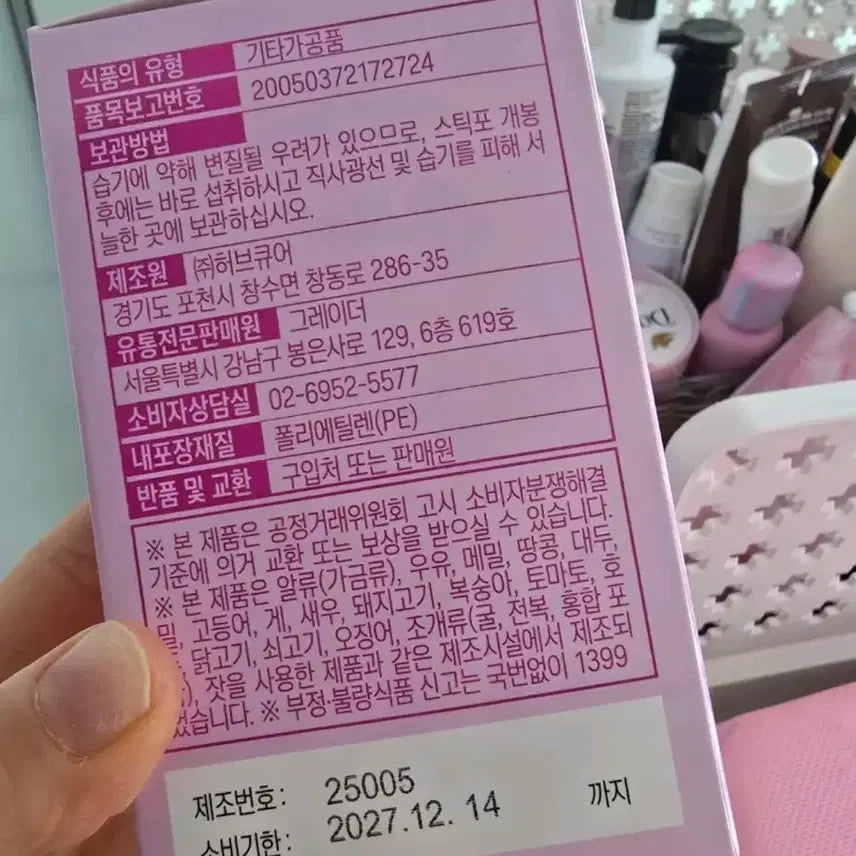 식품의 유형 기타가공품
품목보고번호 20050372172724
보관방법
습기에 약해 변질될 우려가 있으므로, 스틱포 개봉
후에는 바로 섭취하시고 직사광선 및 습기를 피해 서
늘한 곳에 보관하십시오.
제조원 ㈜허브큐어
경기도 포천시 창수면 창동로 286-35
유통전문판매원 그레이더
서울특별시 강남구 봉은사로 129, 6층 619호
소비자상담실 02-6952-5577
내포장재질 폴리에틸렌(PE)
반품 및 교환 구입처 또는 판매원
※ 본 제품은 공정거래위원회 고시 소비자분쟁해결
기준에 의거 교환 또는 보상을 받으실 수 있습니다.
※ 본 제품은 알류(가금류), 우유, 메밀, 땅콩, 대두,
밀, 고등어, 게, 새우, 돼지고기, 복숭아, 토마토, 호
닭고기, 쇠고기, 오징어, 조개류(굴, 전복, 홍합 포
잣을 사용한 제품과 같은 제조시설에서 제조되
었습니다. ※ 부정·불량식품 신고는 국번없이 1399
제조번호: 25005
소비기한: 2027.12.14 까지